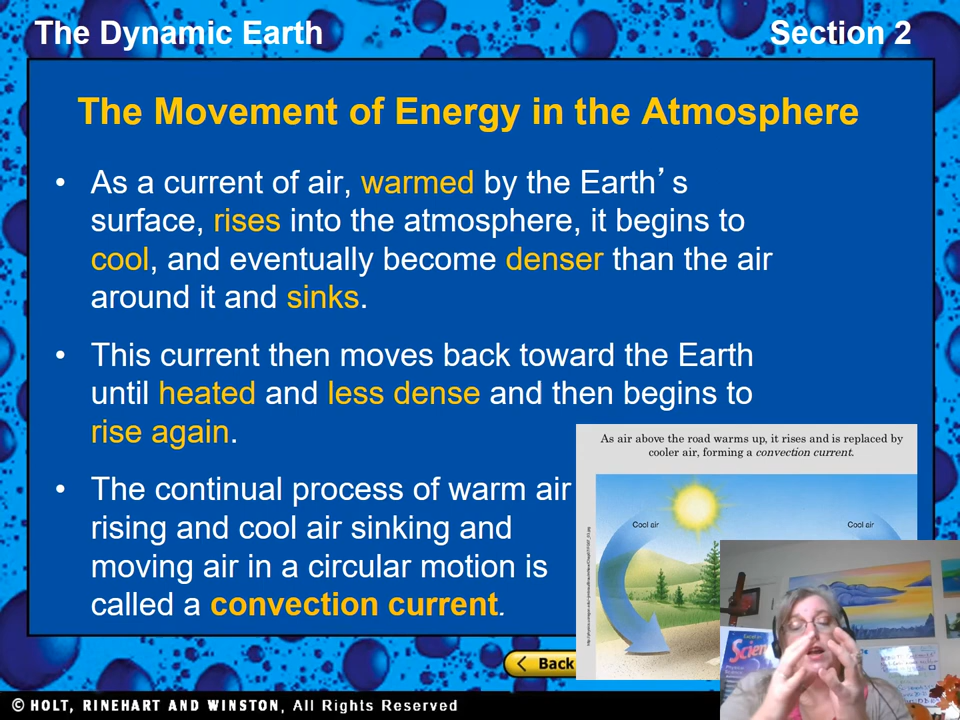 The Dynamic Earth
Section 2
The Movement of Energy in the Atmosphere
• As a current of air, warmed by the Earth’s
surface, rises into the atmosphere, it begins to
cool, and eventually become denser than the air
around it and sinks.
• This current then moves back toward the Earth
until heated and less dense and then begins to
rise again.
• The continual process of warm air
rising and cool air sinking and
moving air in a circular motion is
called a convection current.
As air above the road warms up, it rises and is replaced by
cooler air, forming a convection current.
Cool air
Cool air
Back
© HOLT, RINEHART AND WINSTON, All Rights Reserved